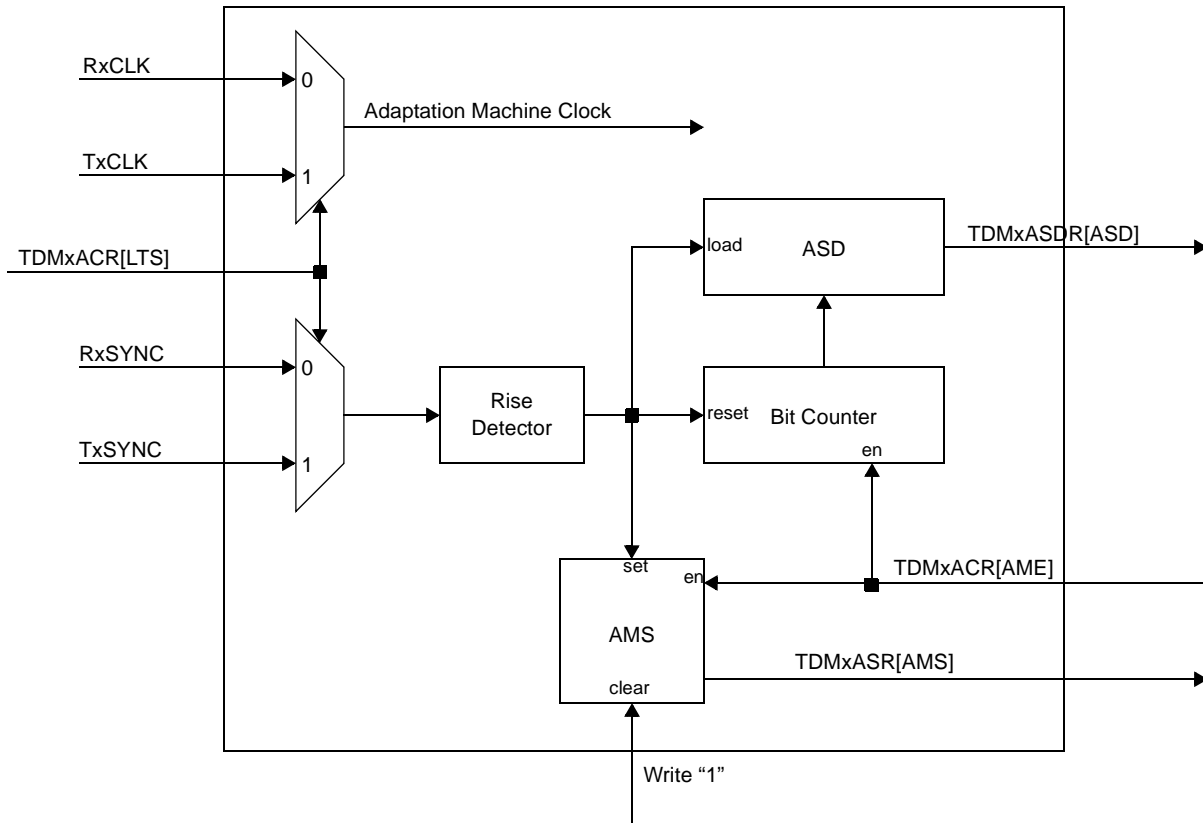 RxCLK
0
Adaptation Machine Clock
TxCLK
1
TDMxACR[LTS]
load
ASD
TDMxASDR[ASD]
RxSYNC
0
Rise
Detector
reset
Bit Counter
en
TxSYNC
1
set
en
TDMxACR[AME]
AMS
TDMxASR[AMS]
clear
Write “1”